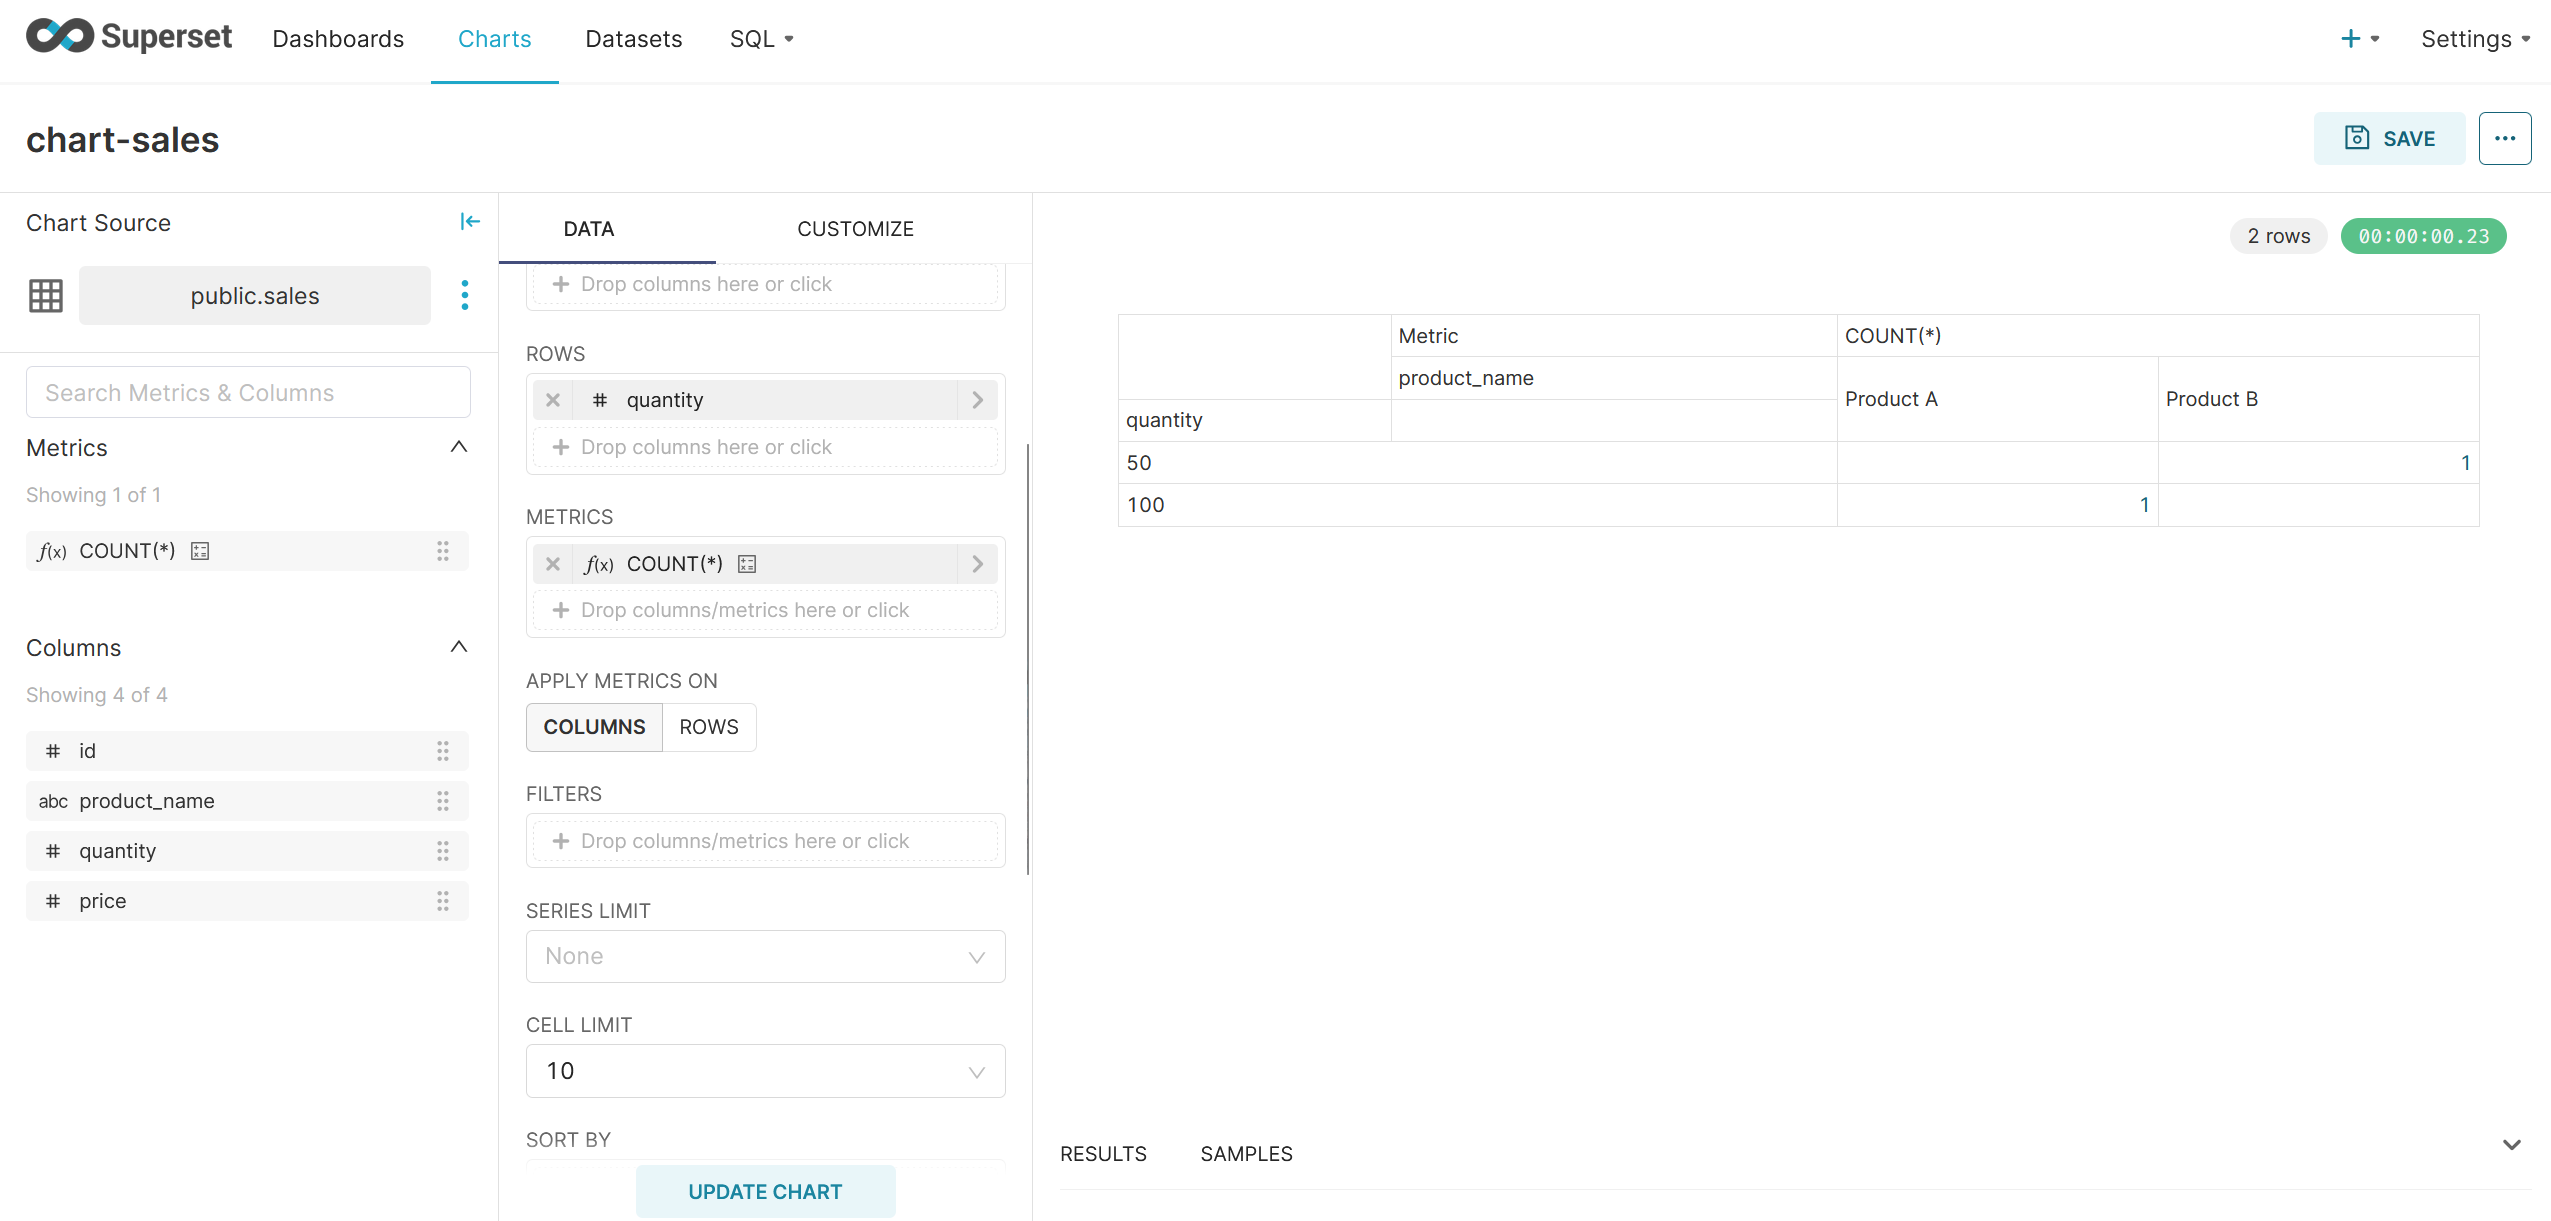 Superset
Dashboards
Charts
Datasets
SQL
+
Settings
chart-sales
SAVE
...
Chart Source
public.sales
Search Metrics & Columns
Metrics
Showing 1 of 1
f(x) COUNT(*)
Columns
Showing 4 of 4
# id
abc product_name
# quantity
# price
DATA
CUSTOMIZE
+ Drop columns here or click
ROWS
# quantity
+ Drop columns here or click
METRICS
f(x) COUNT(*)
+ Drop columns/metrics here or click
APPLY METRICS ON
COLUMNS ROWS
FILTERS
+ Drop columns/metrics here or click
SERIES LIMIT
None
CELL LIMIT
10
SORT BY
UPDATE CHART
2 rows
00:00:00.23
Metric COUNT(*)
product_name Product A Product B
quantity
50 1
100 1
RESULTS
SAMPLES